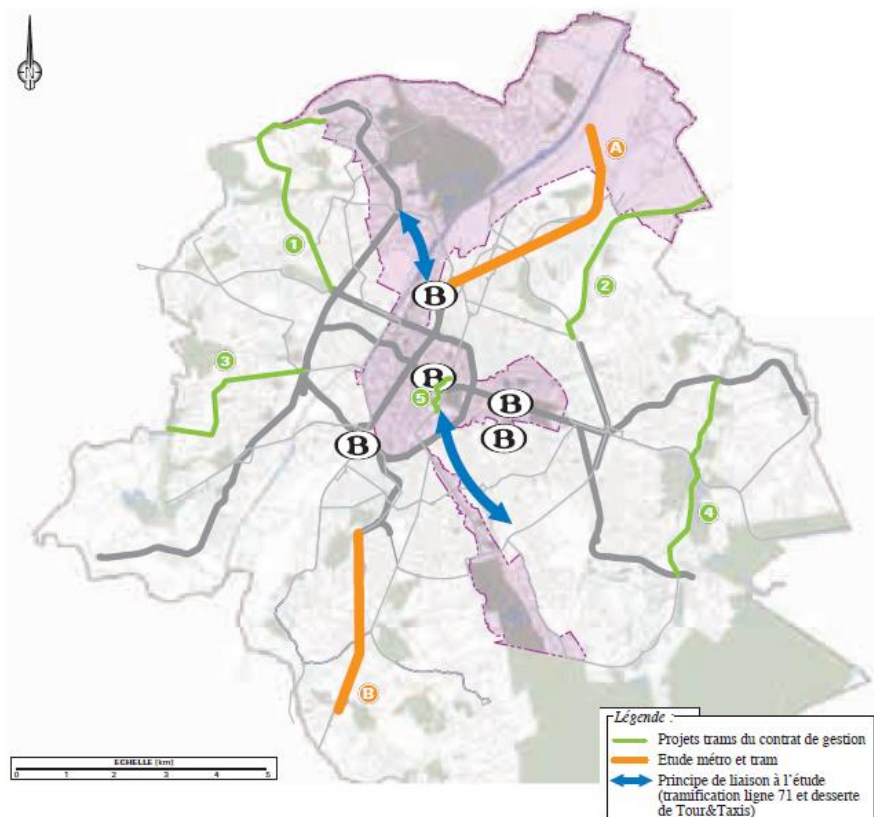 N
A
1
2
B
3
B
5
B
B
B
4
B
ECHELLE [km]
0 1 2 3 4 5
Légende :
Projets trams du contrat de gestion
Etude métro et tram
Principe de liaison à l'étude
(tramification ligne 71 et desserte
de Tour&Taxis)